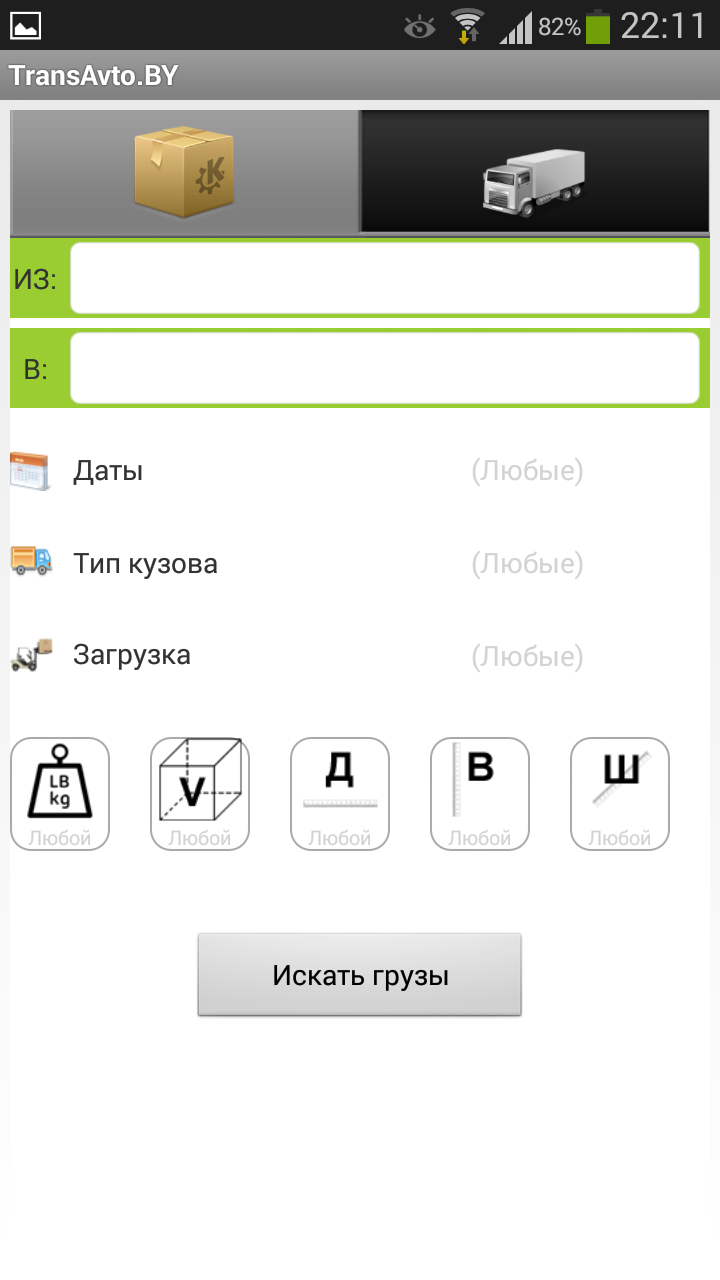 82% 22:11
TransAvto.BY
K
ИЗ:
В:
Даты (Любые)
Тип кузова (Любые)
Загрузка (Любые)
LB V Д В Ш
kg
Любой Любой Любой Любой Любой
Искать грузы